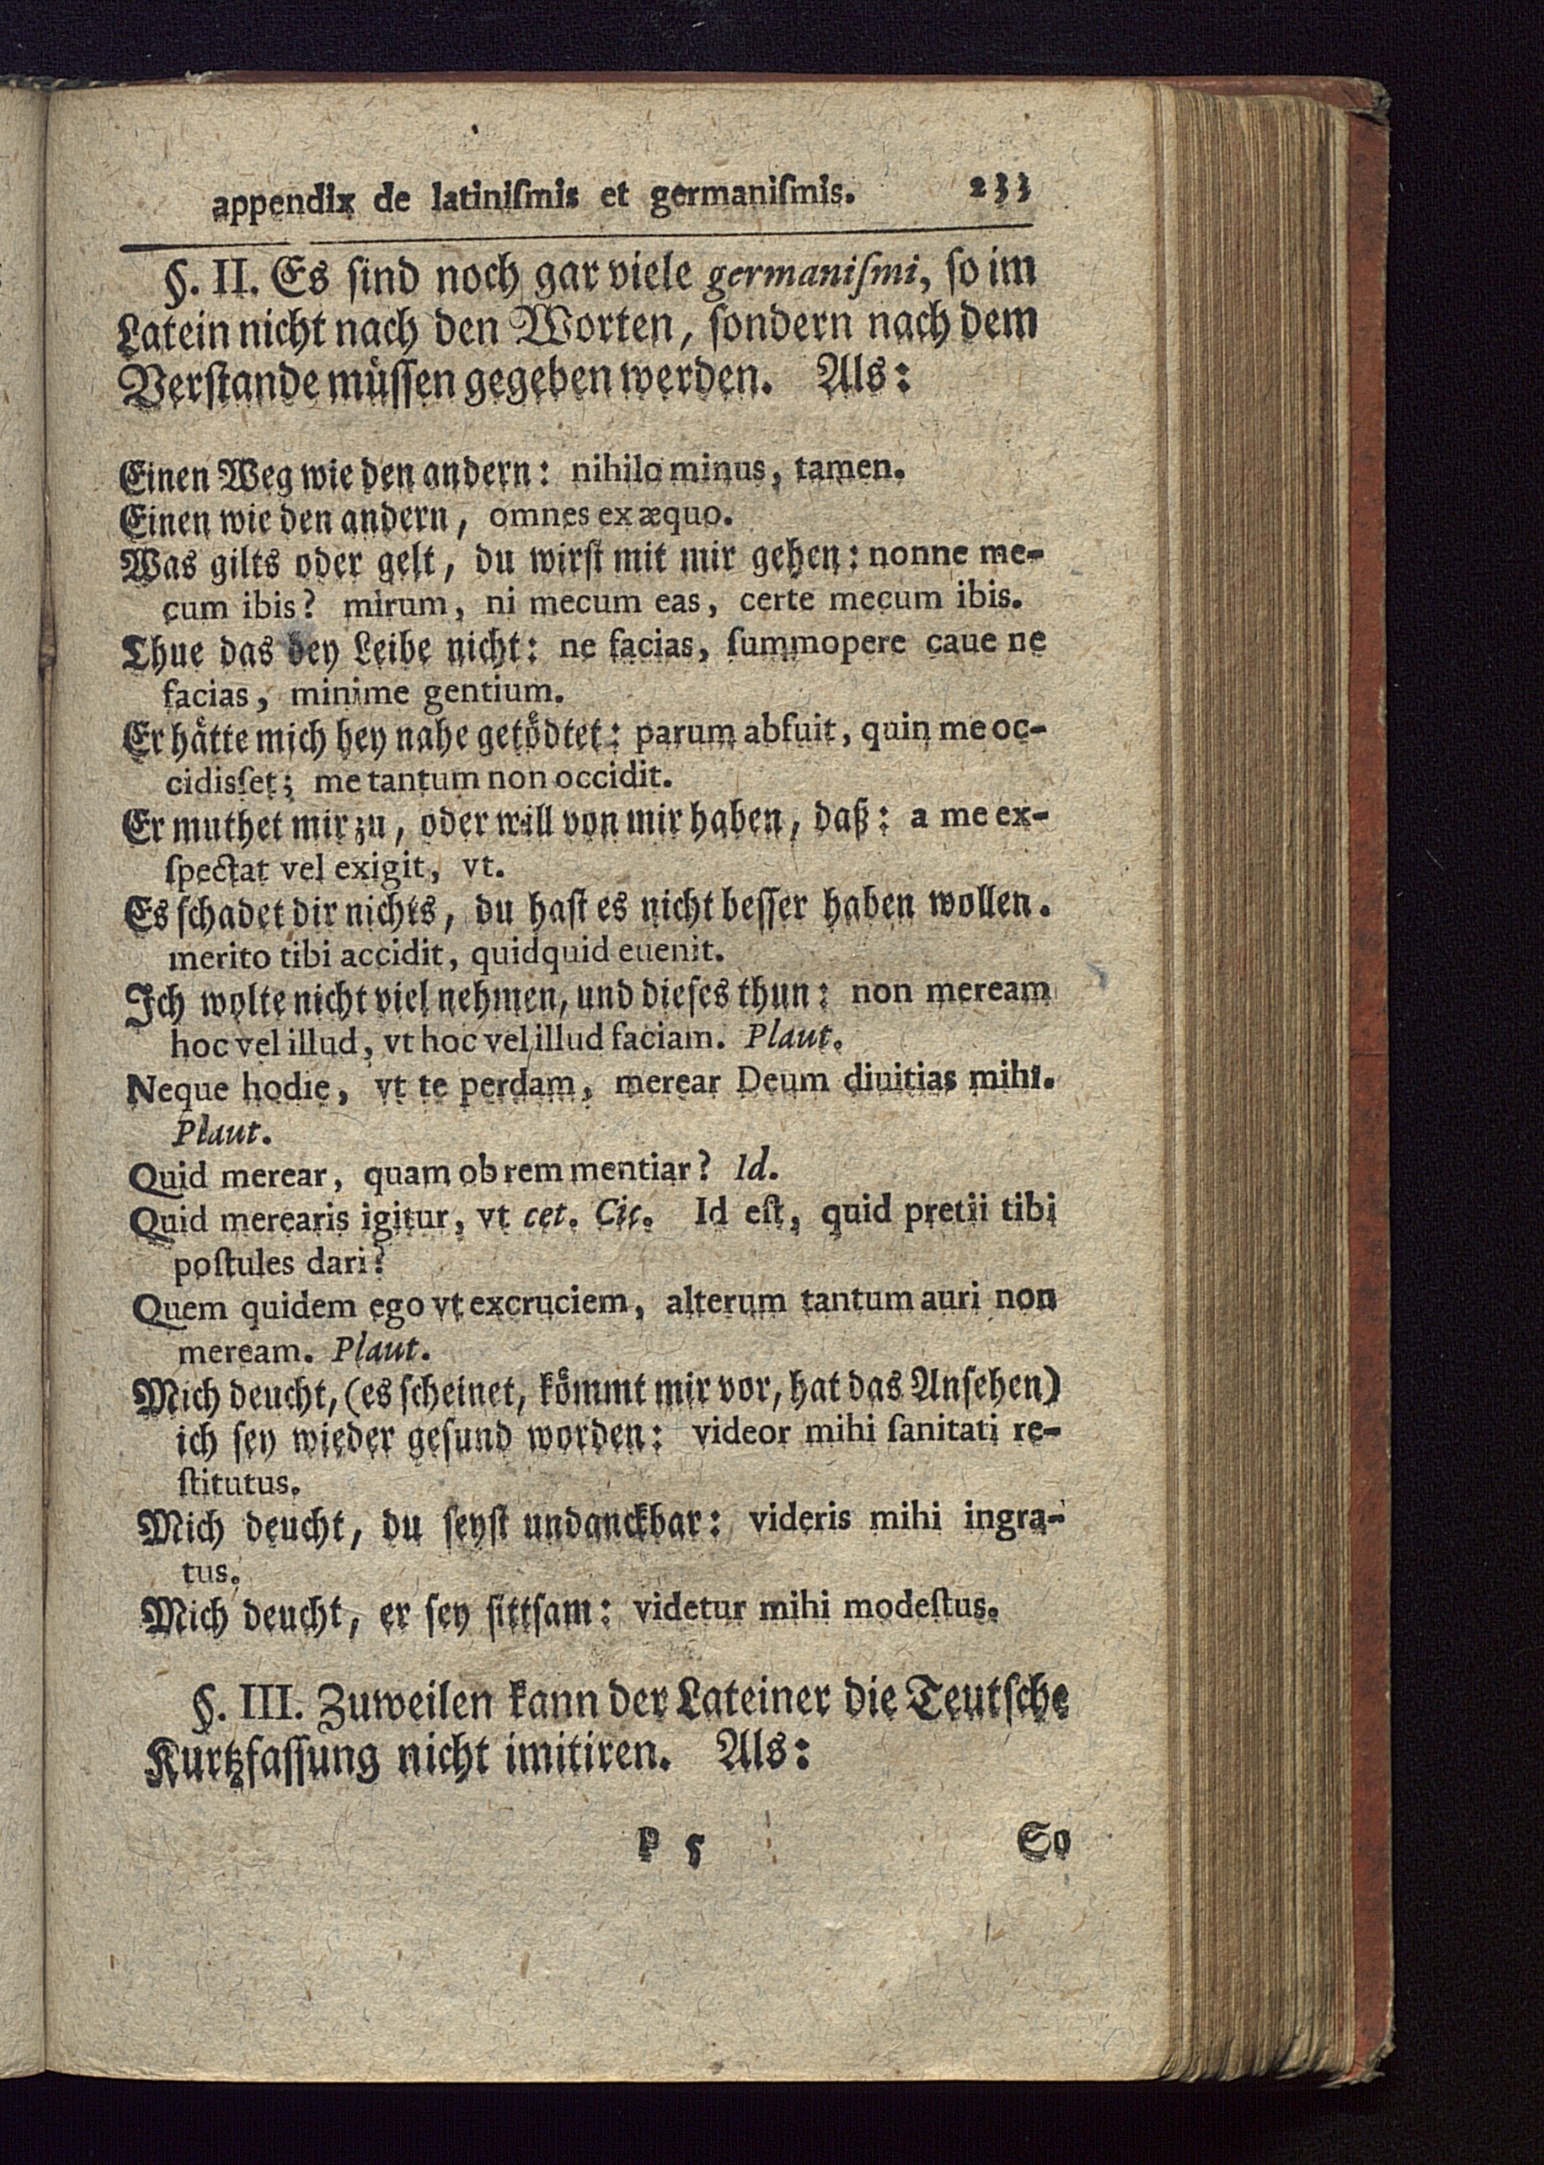 appendix de latiniſmis et germaniſmis. 233
§. II. Es ſind noch gar viele germaniſmi, ſo im
Latein nicht nach den Worten, ſondern nach dem
Verſtande müſſen gegeben werden. Als:
Einen Weg wie den andern: nihilo minus, tamen.
Einen wie den andern, omnes ex æquo.
Was gilts oder gelt, du wirſt mit mir gehen: nonne me-
cum ibis? mirum, ni mecum eas, certe mecum ibis.
Thue das bey Leibe nicht: ne facias, ſummopere caue ne
facias, minime gentium.
Er hätte mich bey nahe getödtet: parum abfuit, quin me oc-
cidisſet; me tantum non occidit.
Er muthet mir zu, oder will von mir haben, daß: a me ex-
ſpectat vel exigit, vt.
Es ſchadet dir nichts, du haſt es nicht beſſer haben wollen.
merito tibi accidit, quidquid euenit.
Ich wolte nicht viel nehmen, und dieſes thun: non meream
hoc vel illud, vt hoc vel illud faciam. Plaut.
Neque hodie, vt te perdam, merear Deum diuitias mihi.
Plaut.
Quid merear, quam ob rem mentiar? Id.
Quid merearis igitur, vt cet. Cic. Id eſt, quid pretii tibi
poſtules dari?
Quem quidem ego vt excruciem, alterum tantum auri non
meream. Plaut.
Mich deucht, (es ſcheinet, kömmt mir vor, hat das Anſehen)
ich ſey wieder geſund worden: videor mihi ſanitati re-
ſtitutus.
Mich deucht, du ſeyſt undanckbar: videris mihi ingra-
tus.
Mich deucht, er ſey ſittſam: videtur mihi modeſtus.
§. III. Zuweilen kann der Lateiner die Teutſche
Kurtzfaſſung nicht imitiren. Als:
P 5 So